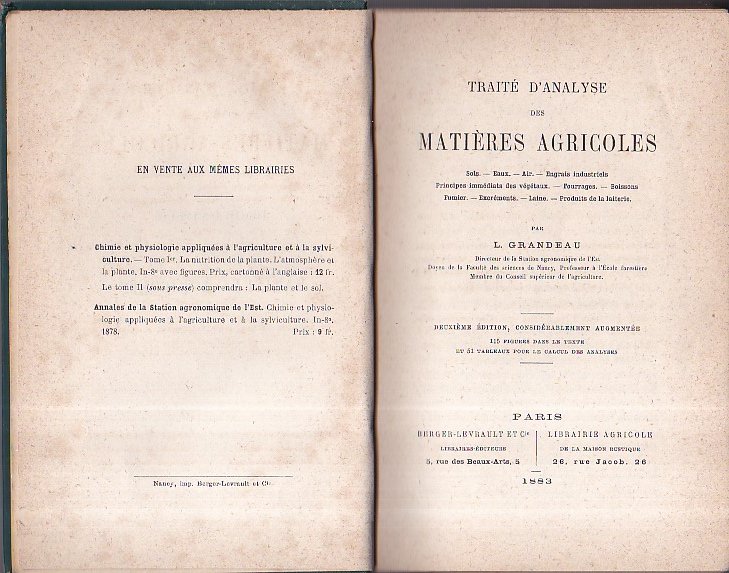 EN VENTE AUX MÊMES LIBRAIRIES
Chimie et physiologie appliquées à l'agriculture et à la sylvi-
culture. — Tome Ier. La nutrition de la plante. L'atmosphère et
la plante. In-8o avec figures. Prix, cartonné à l'anglaise : 12 fr.
Le tome II (sous presse) comprendra : La plante et le sol.
Annales de la Station agronomique de l'Est. Chimie et physio-
logie appliquées à l'agriculture et à la sylviculture. In-8o.
1878. Prix : 9 fr.
Nancy, imp. Berger-Levrault et Cie.
TRAITÉ D'ANALYSE
DES
MATIÈRES AGRICOLES
Sols. — Eaux. — Air. — Engrais industriels
Principes immédiats des végétaux. — Fourrages. — Boissons
Fumier. — Excréments. — Laine. — Produits de la laiterie.
PAR
L. GRANDEAU
Directeur de la Station agronomique de l'Est.
Doyen de la Faculté des sciences de Nancy, Professeur à l'École forestière
Membre du Conseil supérieur de l'agriculture.
DEUXIÈME ÉDITION, CONSIDÉRABLEMENT AUGMENTÉE
115 FIGURES DANS LE TEXTE
ET 51 TABLEAUX POUR LE CALCUL DES ANALYSES
PARIS
BERGER-LEVRAULT ET Cie
LIBRAIRES-ÉDITEURS
5, rue des Beaux-Arts, 5
LIBRAIRIE AGRICOLE
DE LA MAISON RUSTIQUE
26, rue Jacob, 26
1883